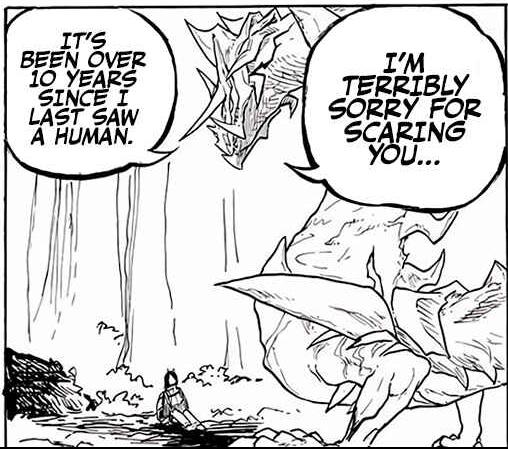 I'M
TERRIBLY
SORRY FOR
SCARING
YOU...
IT'S
BEEN OVER
10 YEARS
SINCE I
LAST SAW
A HUMAN.